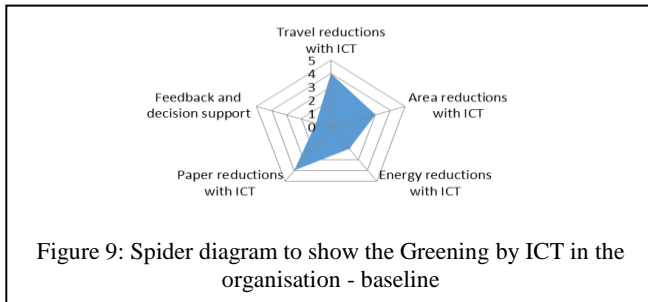 Travel reductions
with ICT
5
4
3
2
1
0
Feedback and
decision support
Area reductions
with ICT
Paper reductions
with ICT
Energy reductions
with ICT
Figure 9: Spider diagram to show the Greening by ICT in the
organisation - baseline